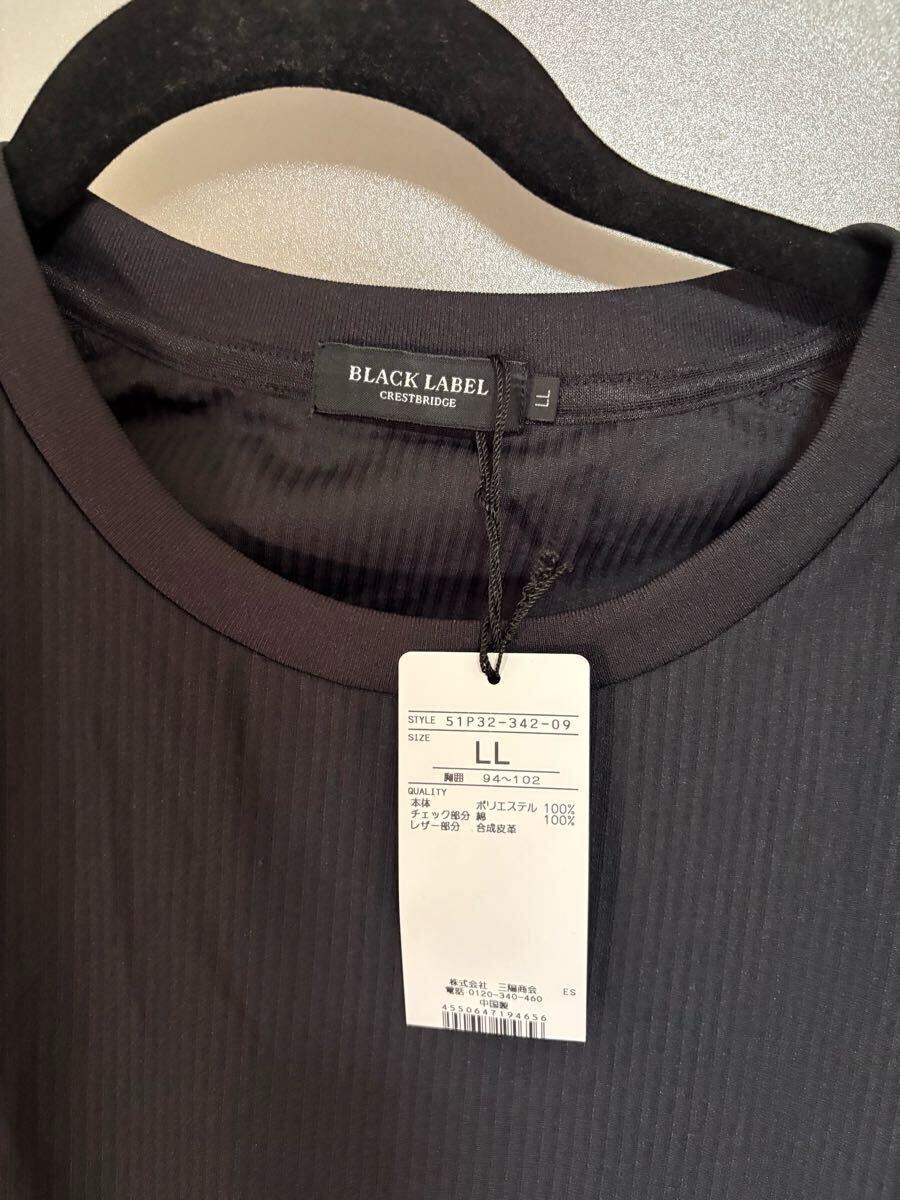 BLACK LABEL
CRESTBRIDGE
LL
STYLE 51P32-342-09
SIZE
LL
胸囲 94~102
QUALITY
本体 ポリエステル 100%
チェック部分 綿 100%
レザー部分 合成皮革
株式会社 三陽商会
電話 0120-340-460 ES
中国製
4550647194656